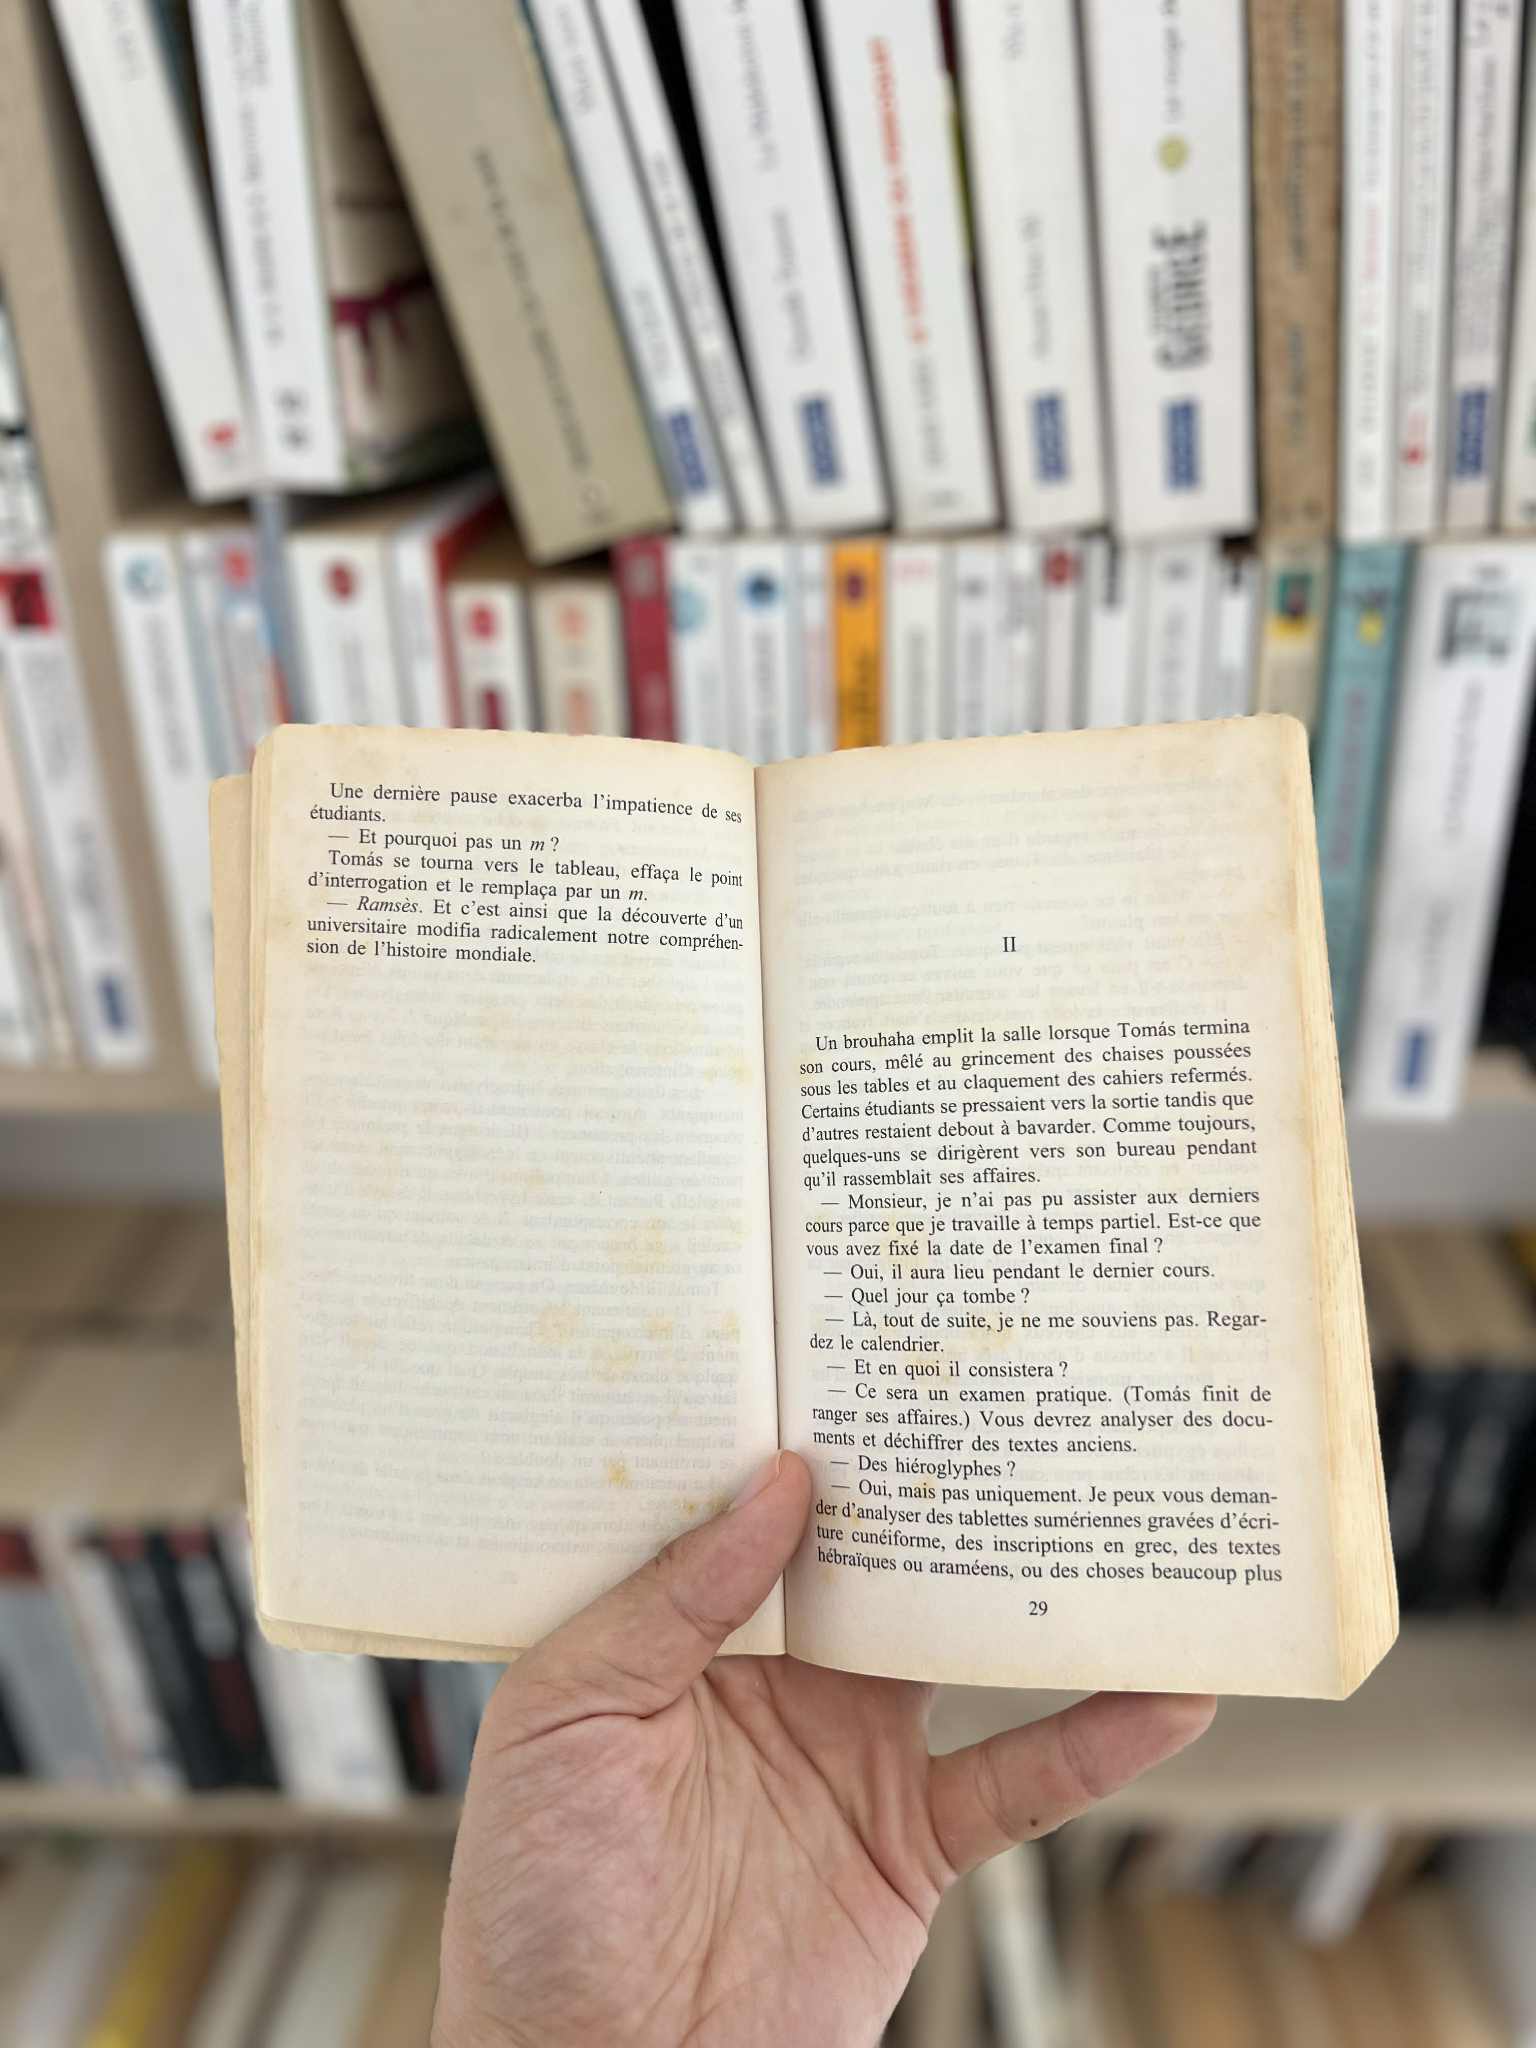 Une dernière pause exacerba l'impatience de ses
étudiants.
— Et pourquoi pas un m ?
Tomás se tourna vers le tableau, effaça le point
d'interrogation et le remplaça par un m.
— Ramsès. Et c'est ainsi que la découverte d'un
universitaire modifia radicalement notre compréhen-
sion de l'histoire mondiale.
II
Un brouhaha emplit la salle lorsque Tomás termina
son cours, mêlé au grincement des chaises poussées
sous les tables et au claquement des cahiers refermés.
Certains étudiants se pressaient vers la sortie tandis que
d'autres restaient debout à bavarder. Comme toujours,
quelques-uns se dirigèrent vers son bureau pendant
qu'il rassemblait ses affaires.
— Monsieur, je n'ai pas pu assister aux derniers
cours parce que je travaille à temps partiel. Est-ce que
vous avez fixé la date de l'examen final ?
— Oui, il aura lieu pendant le dernier cours.
— Quel jour ça tombe ?
— Là, tout de suite, je ne me souviens pas. Regar-
dez le calendrier.
— Et en quoi il consistera ?
— Ce sera un examen pratique. (Tomás finit de
ranger ses affaires.) Vous devrez analyser des docu-
ments et déchiffrer des textes anciens.
— Des hiéroglyphes ?
— Oui, mais pas uniquement. Je peux vous deman-
der d'analyser des tablettes sumériennes gravées d'écri-
ture cunéiforme, des inscriptions en grec, des textes
hébraïques ou araméens, ou des choses beaucoup plus
29